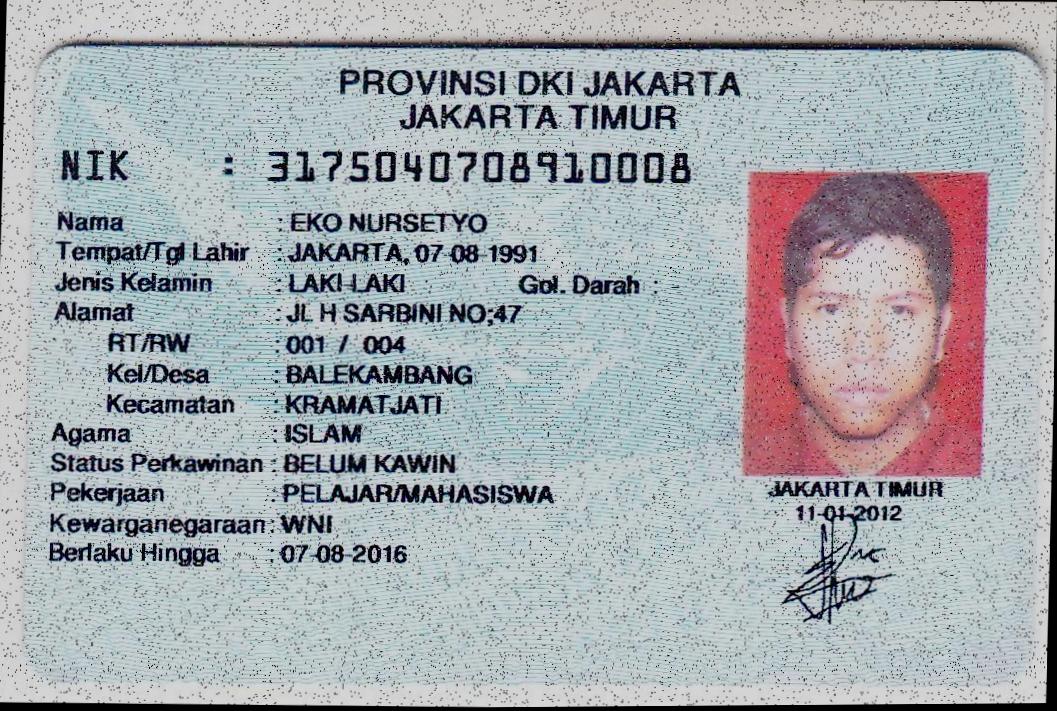 PROVINSI DKI JAKARTA
JAKARTA TIMUR
NIK : 3175040708910008
Nama : EKO NURSETYO
Tempat/Tgl Lahir : JAKARTA, 07-08-1991
Jenis Kelamin : LAKI-LAKI Gol. Darah :
Alamat : JL H SARBINI NO;47
RT/RW : 001 / 004
Kel/Desa : BALEKAMBANG
Kecamatan : KRAMATJATI
Agama : ISLAM
Status Perkawinan : BELUM KAWIN
Pekerjaan : PELAJAR/MAHASISWA
Kewarganegaraan : WNI
Berlaku Hingga : 07-08-2016
JAKARTA TIMUR
11-01-2012